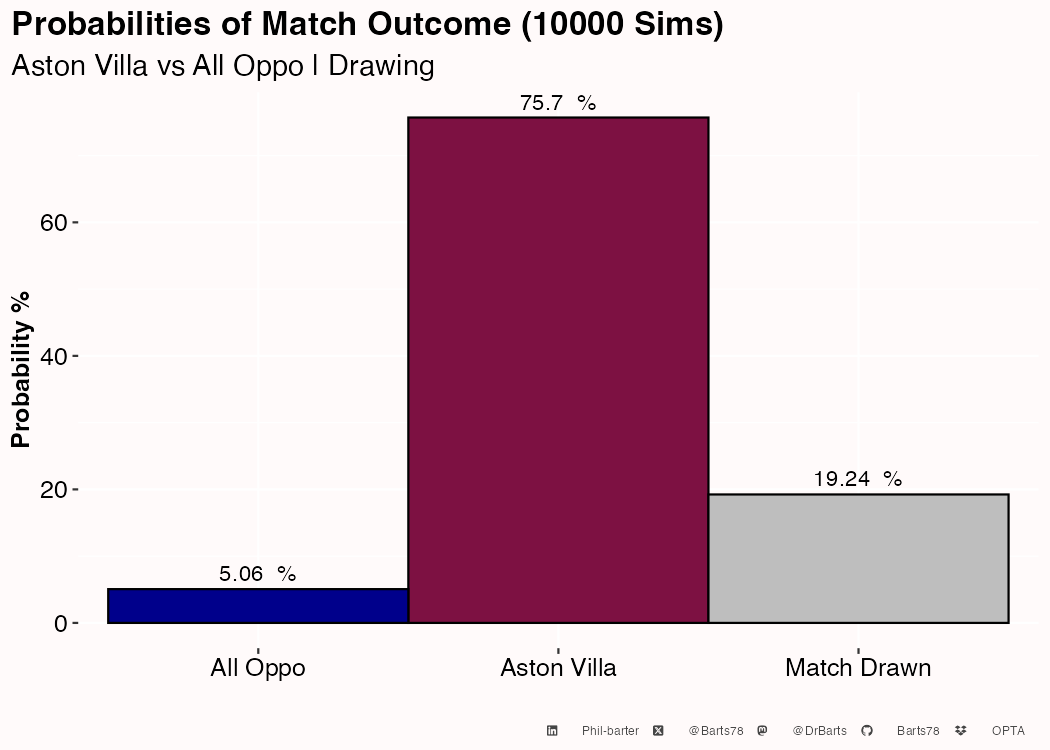 Probabilities of Match Outcome (10000 Sims)
Aston Villa vs All Oppo | Drawing
75.7 %
60
Probability %
40
19.24 %
20
5.06 %
0
All Oppo Aston Villa Match Drawn
Phil-barter @Barts78 @DrBarts Barts78 OPTA